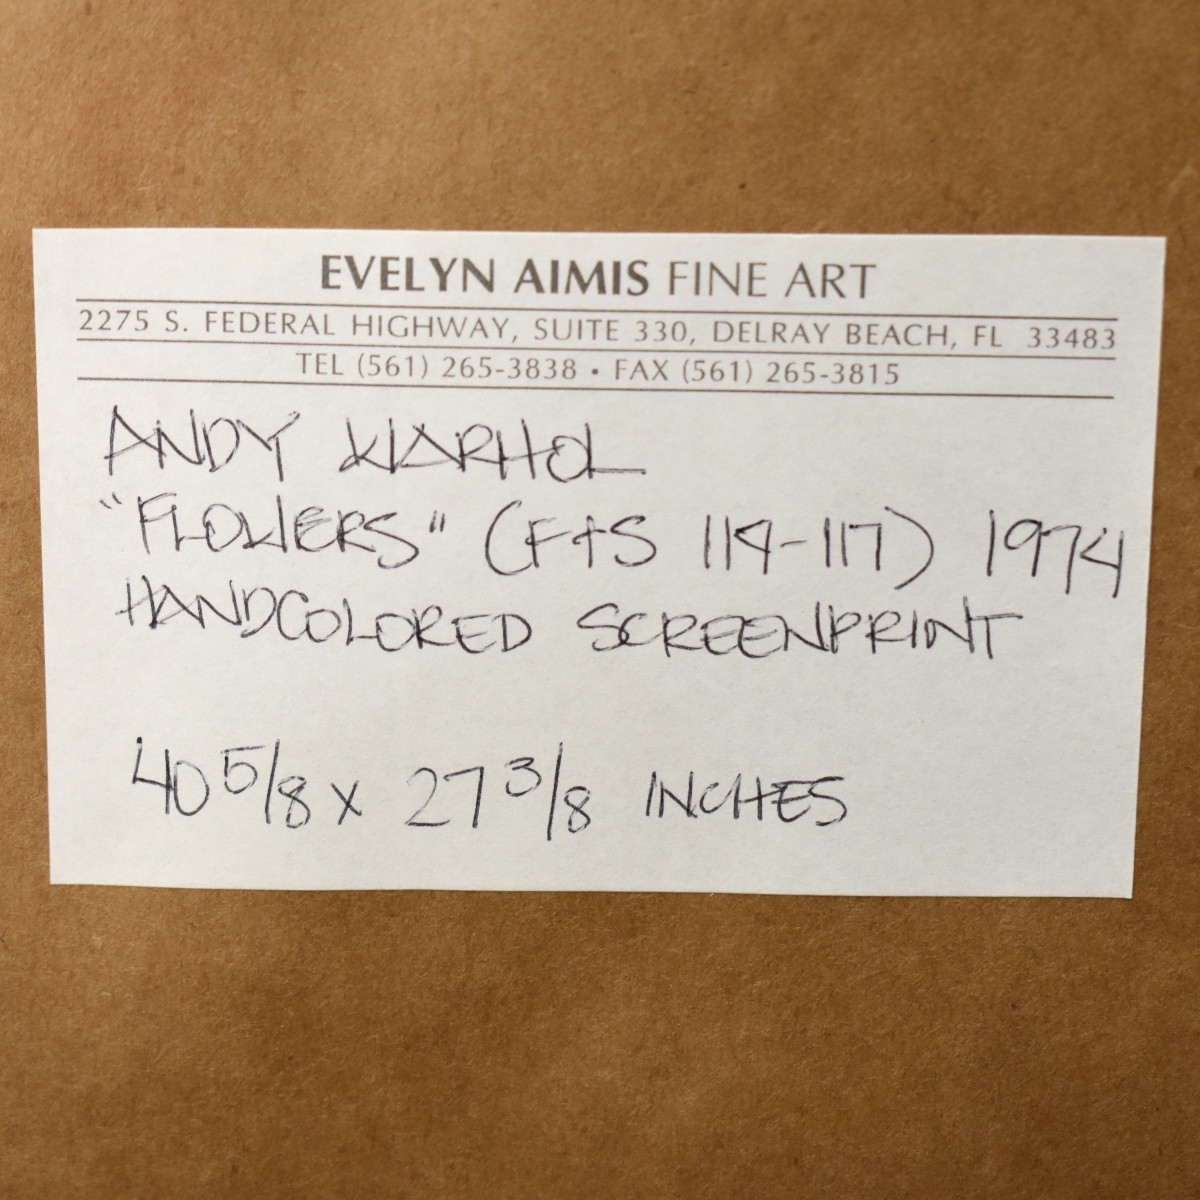 EVELYN AIMIS FINE ART
2275 S. FEDERAL HIGHWAY, SUITE 330, DELRAY BEACH, FL 33483
TEL (561) 265-3838 • FAX (561) 265-3815
ANDY WARHOL
"FLOWERS" (F+S 114-117) 1974
HANDCOLORED SCREENPRINT
40 5/8 x 27 3/8 INCHES